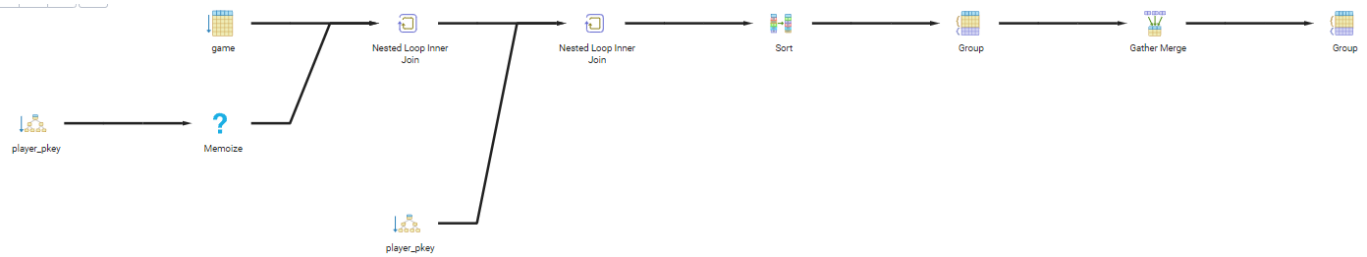 game
Nested Loop Inner
Join
Nested Loop Inner
Join
Sort
Group
Gather Merge
Group
player_pkey
?
Memoize
player_pkey